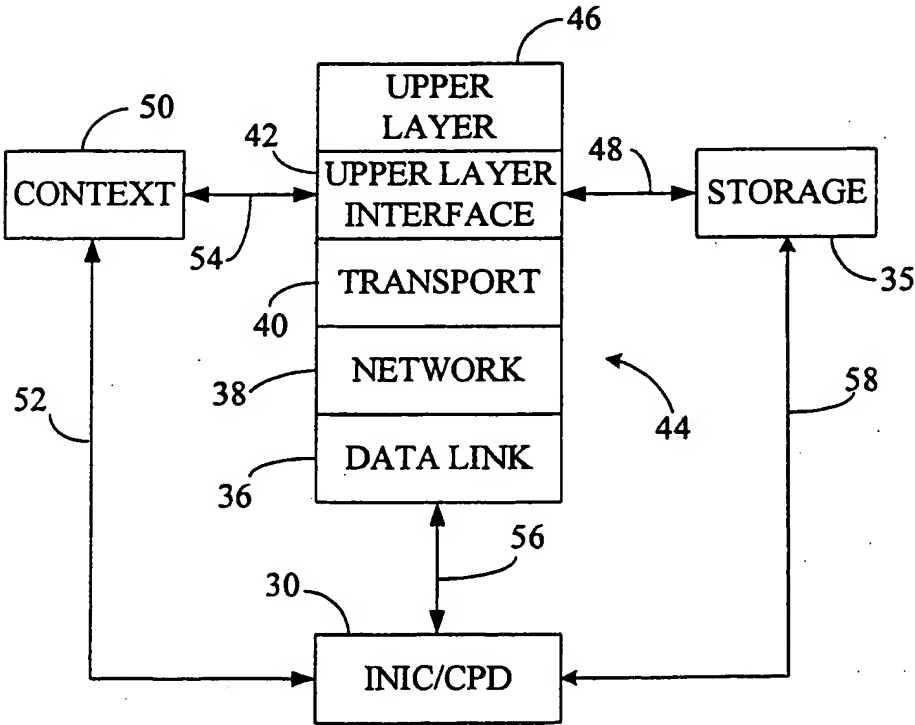 46
UPPER
LAYER
50
42
48
CONTEXT
UPPER LAYER
INTERFACE
STORAGE
54
35
TRANSPORT
40
52
38
NETWORK
44
58
36
DATA LINK
56
30
INIC/CPD